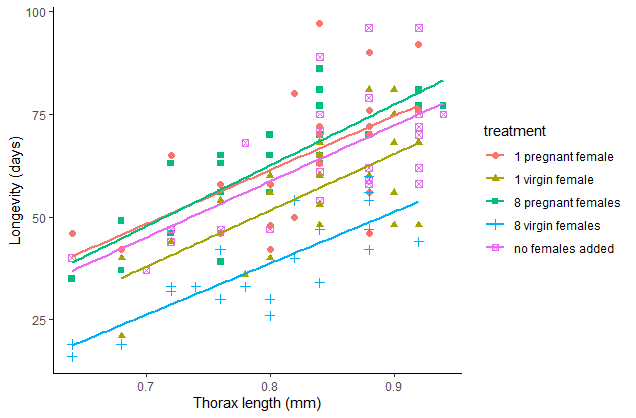 100
75
50
25
Longevity (days)
0.7
0.8
0.9
Thorax length (mm)
treatment
1 pregnant female
1 virgin female
8 pregnant females
8 virgin females
no females added